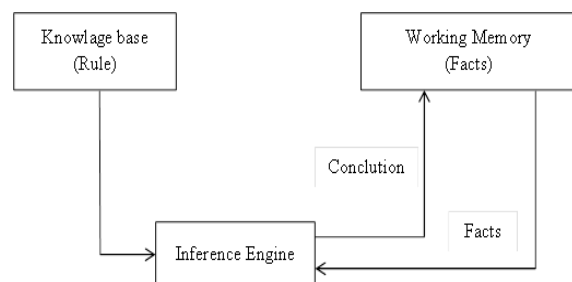 Knowlage base
(Rule)
Working Memory
(Facts)
Conclution
Facts
Inference Engine